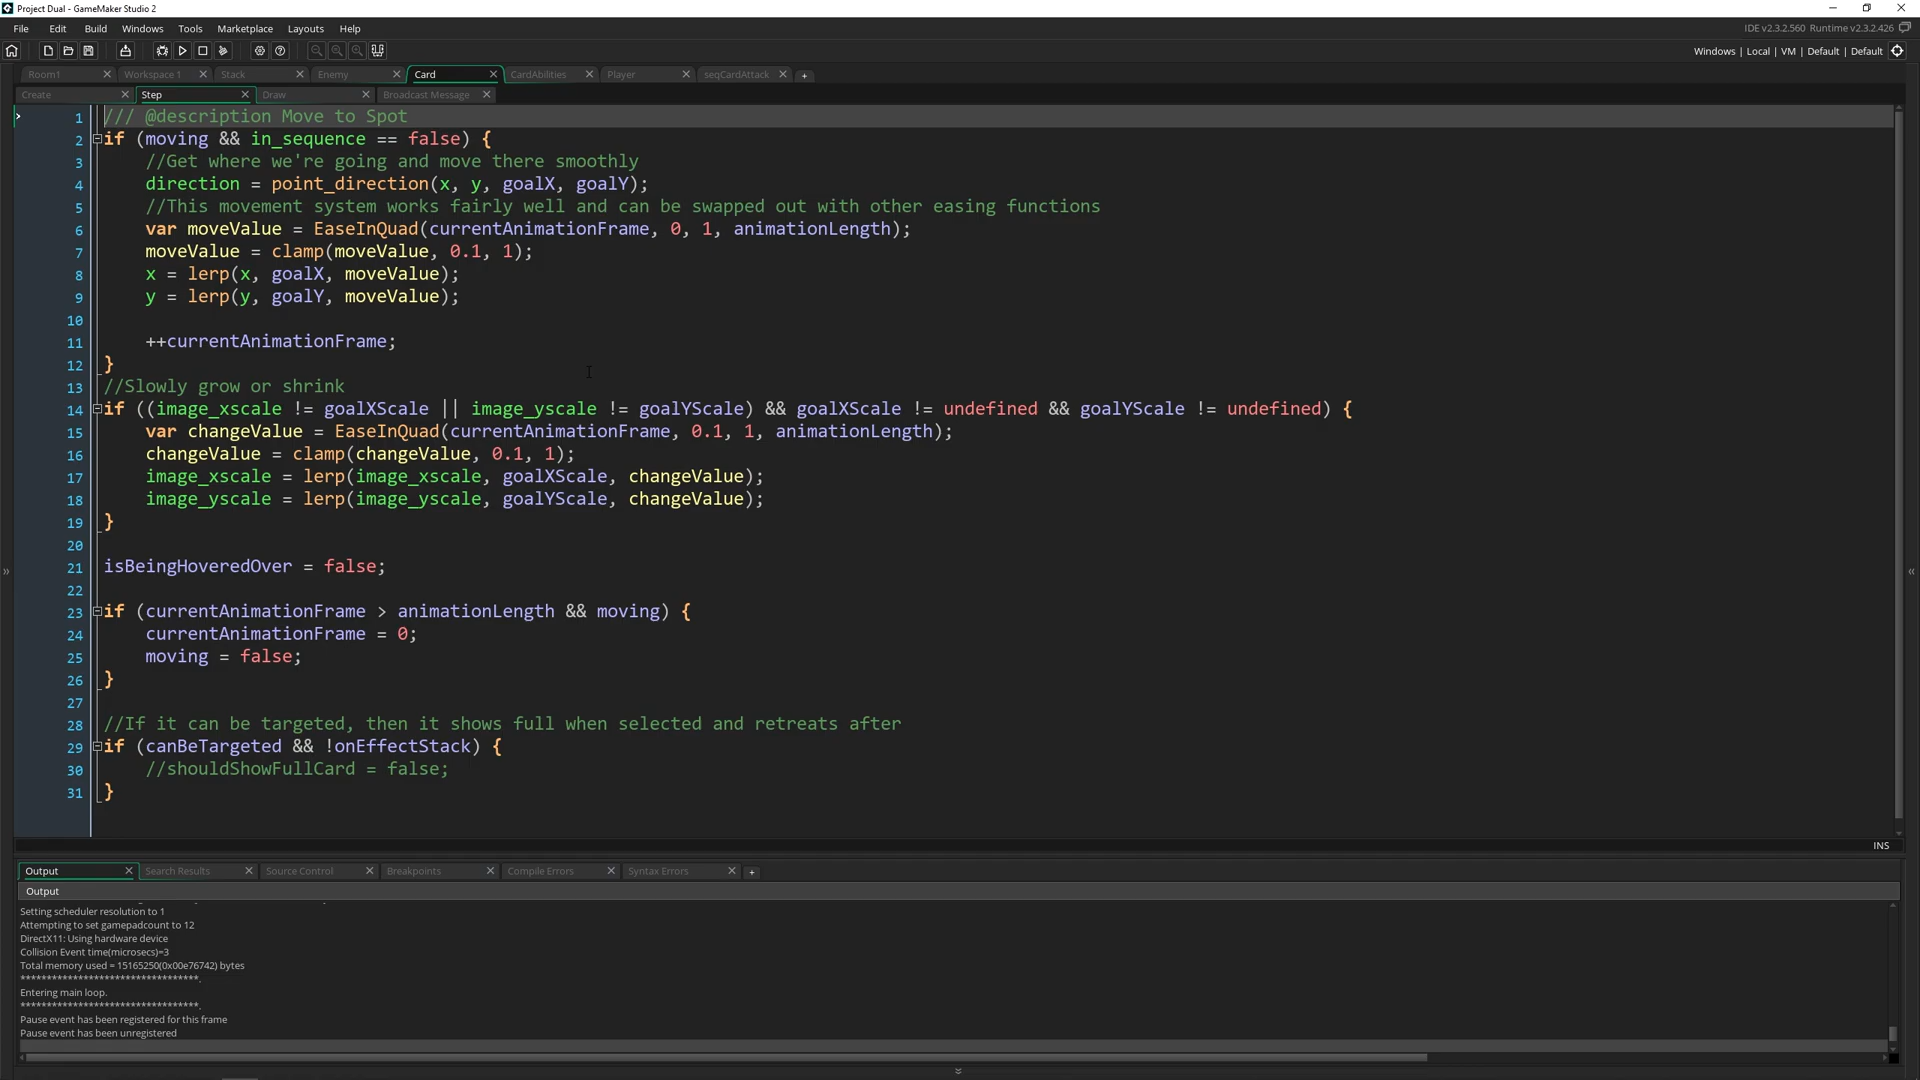 Project Dual - GameMaker Studio 2
File Edit Build Windows Tools Marketplace Layouts Help
IDE v2.3.2.560 Runtime v2.3.2.426
Windows | Local | VM | Default | Default
Room1 Workspace 1 Stack Enemy Card CardAbilities Player seqCardAttack
Create Step Draw Broadcast Message
1 /// @description Move to Spot
2 if (moving && in_sequence == false) {
3 //Get where we're going and move there smoothly
4 direction = point_direction(x, y, goalX, goalY);
5 //This movement system works fairly well and can be swapped out with other easing functions
6 var moveValue = EaseInQuad(currentAnimationFrame, 0, 1, animationLength);
7 moveValue = clamp(moveValue, 0.1, 1);
8 x = lerp(x, goalX, moveValue);
9 y = lerp(y, goalY, moveValue);
10
11 ++currentAnimationFrame;
12 }
13 //Slowly grow or shrink
14 if ((image_xscale != goalXScale || image_yscale != goalYScale) && goalXScale != undefined && goalYScale != undefined) {
15 var changeValue = EaseInQuad(currentAnimationFrame, 0.1, 1, animationLength);
16 changeValue = clamp(changeValue, 0.1, 1);
17 image_xscale = lerp(image_xscale, goalXScale, changeValue);
18 image_yscale = lerp(image_yscale, goalYScale, changeValue);
19 }
20
21 isBeingHoveredOver = false;
22
23 if (currentAnimationFrame > animationLength && moving) {
24 currentAnimationFrame = 0;
25 moving = false;
26 }
27
28 //If it can be targeted, then it shows full when selected and retreats after
29 if (canBeTargeted && !onEffectStack) {
30 //shouldShowFullCard = false;
31 }
INS
Output Search Results Source Control Breakpoints Compile Errors Syntax Errors
Output
Setting scheduler resolution to 1
Attempting to set gamepadcount to 12
DirectX11: Using hardware device
Collision Event time(microsecs)=3
Total memory used = 15165250(0x00e76742) bytes
***********************************.
Entering main loop.
***********************************.
Pause event has been registered for this frame
Pause event has been unregistered